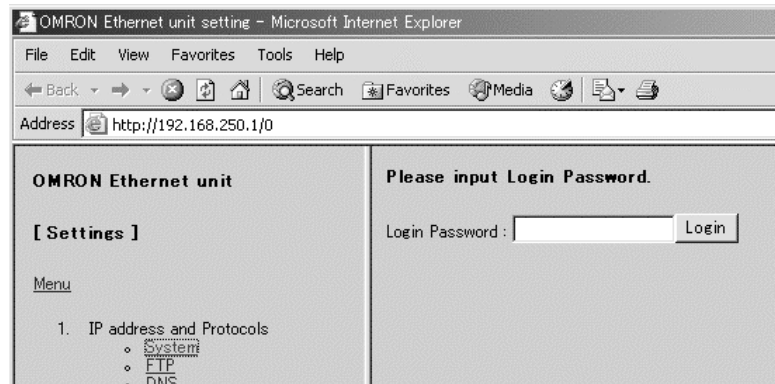 OMRON Ethernet unit setting - Microsoft Internet Explorer
File Edit View Favorites Tools Help
Back Search Favorites Media
Address http://192.168.250.1/0
OMRON Ethernet unit
[ Settings ]
Menu
1. IP address and Protocols
System
FTP
DNS
Please input Login Password.
Login Password : Login